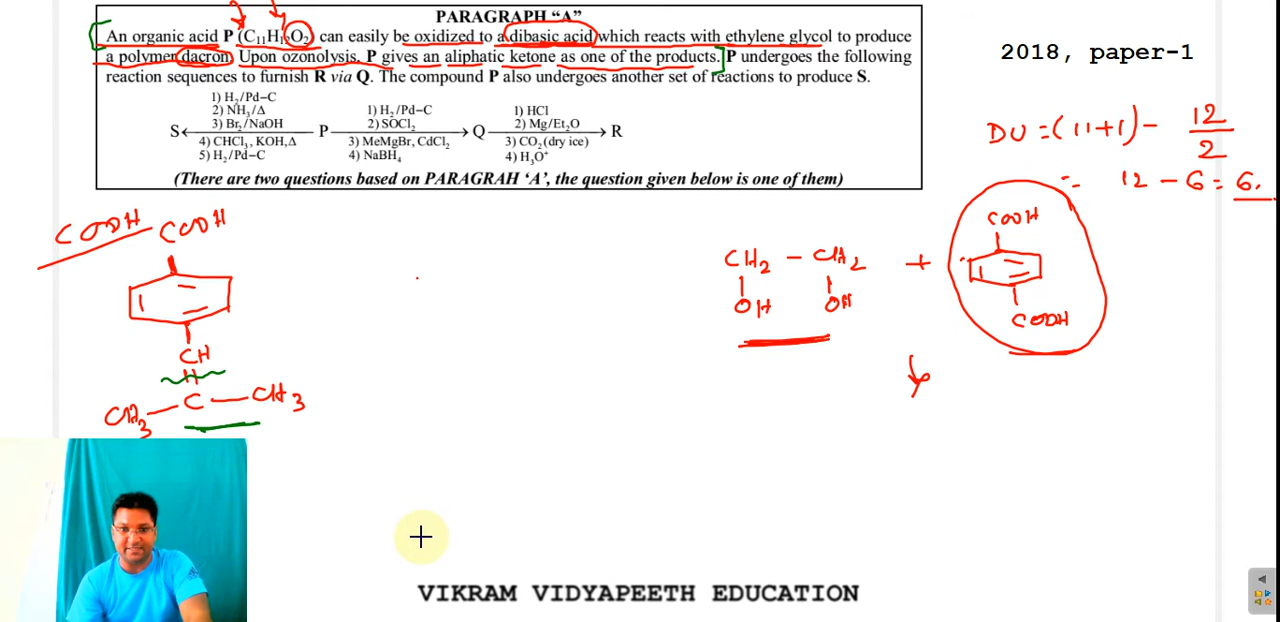 PARAGRAPH “A”
An organic acid P (C₁₁H₁₂O₂) can easily be oxidized to a dibasic acid which reacts with ethylene glycol to produce
a polymer dacron. Upon ozonolysis, P gives an aliphatic ketone as one of the products. P undergoes the following
reaction sequences to furnish R via Q. The compound P also undergoes another set of reactions to produce S.
1) H₂/Pd–C
2) NH₃/Δ
3) Br₂/NaOH
S
4) CHCl₃, KOH,Δ
5) H₂/Pd–C
P
1) H₂/Pd–C
2) SOCl₂
3) MeMgBr, CdCl₂
4) NaBH₄
Q
1) HCl
2) Mg/Et₂O
3) CO₂ (dry ice)
4) H₃O⁺
R
(There are two questions based on PARAGRAH ‘A’, the question given below is one of them)
2018, paper-1
DU = (11+1) - 12/2
= 12 - 6 = 6.
COOH COOH
CH
C
CH3 CH3
CH2 - CH2 +
OH OH
COOH
COOH
VIKRAM VIDYAPEETH EDUCATION